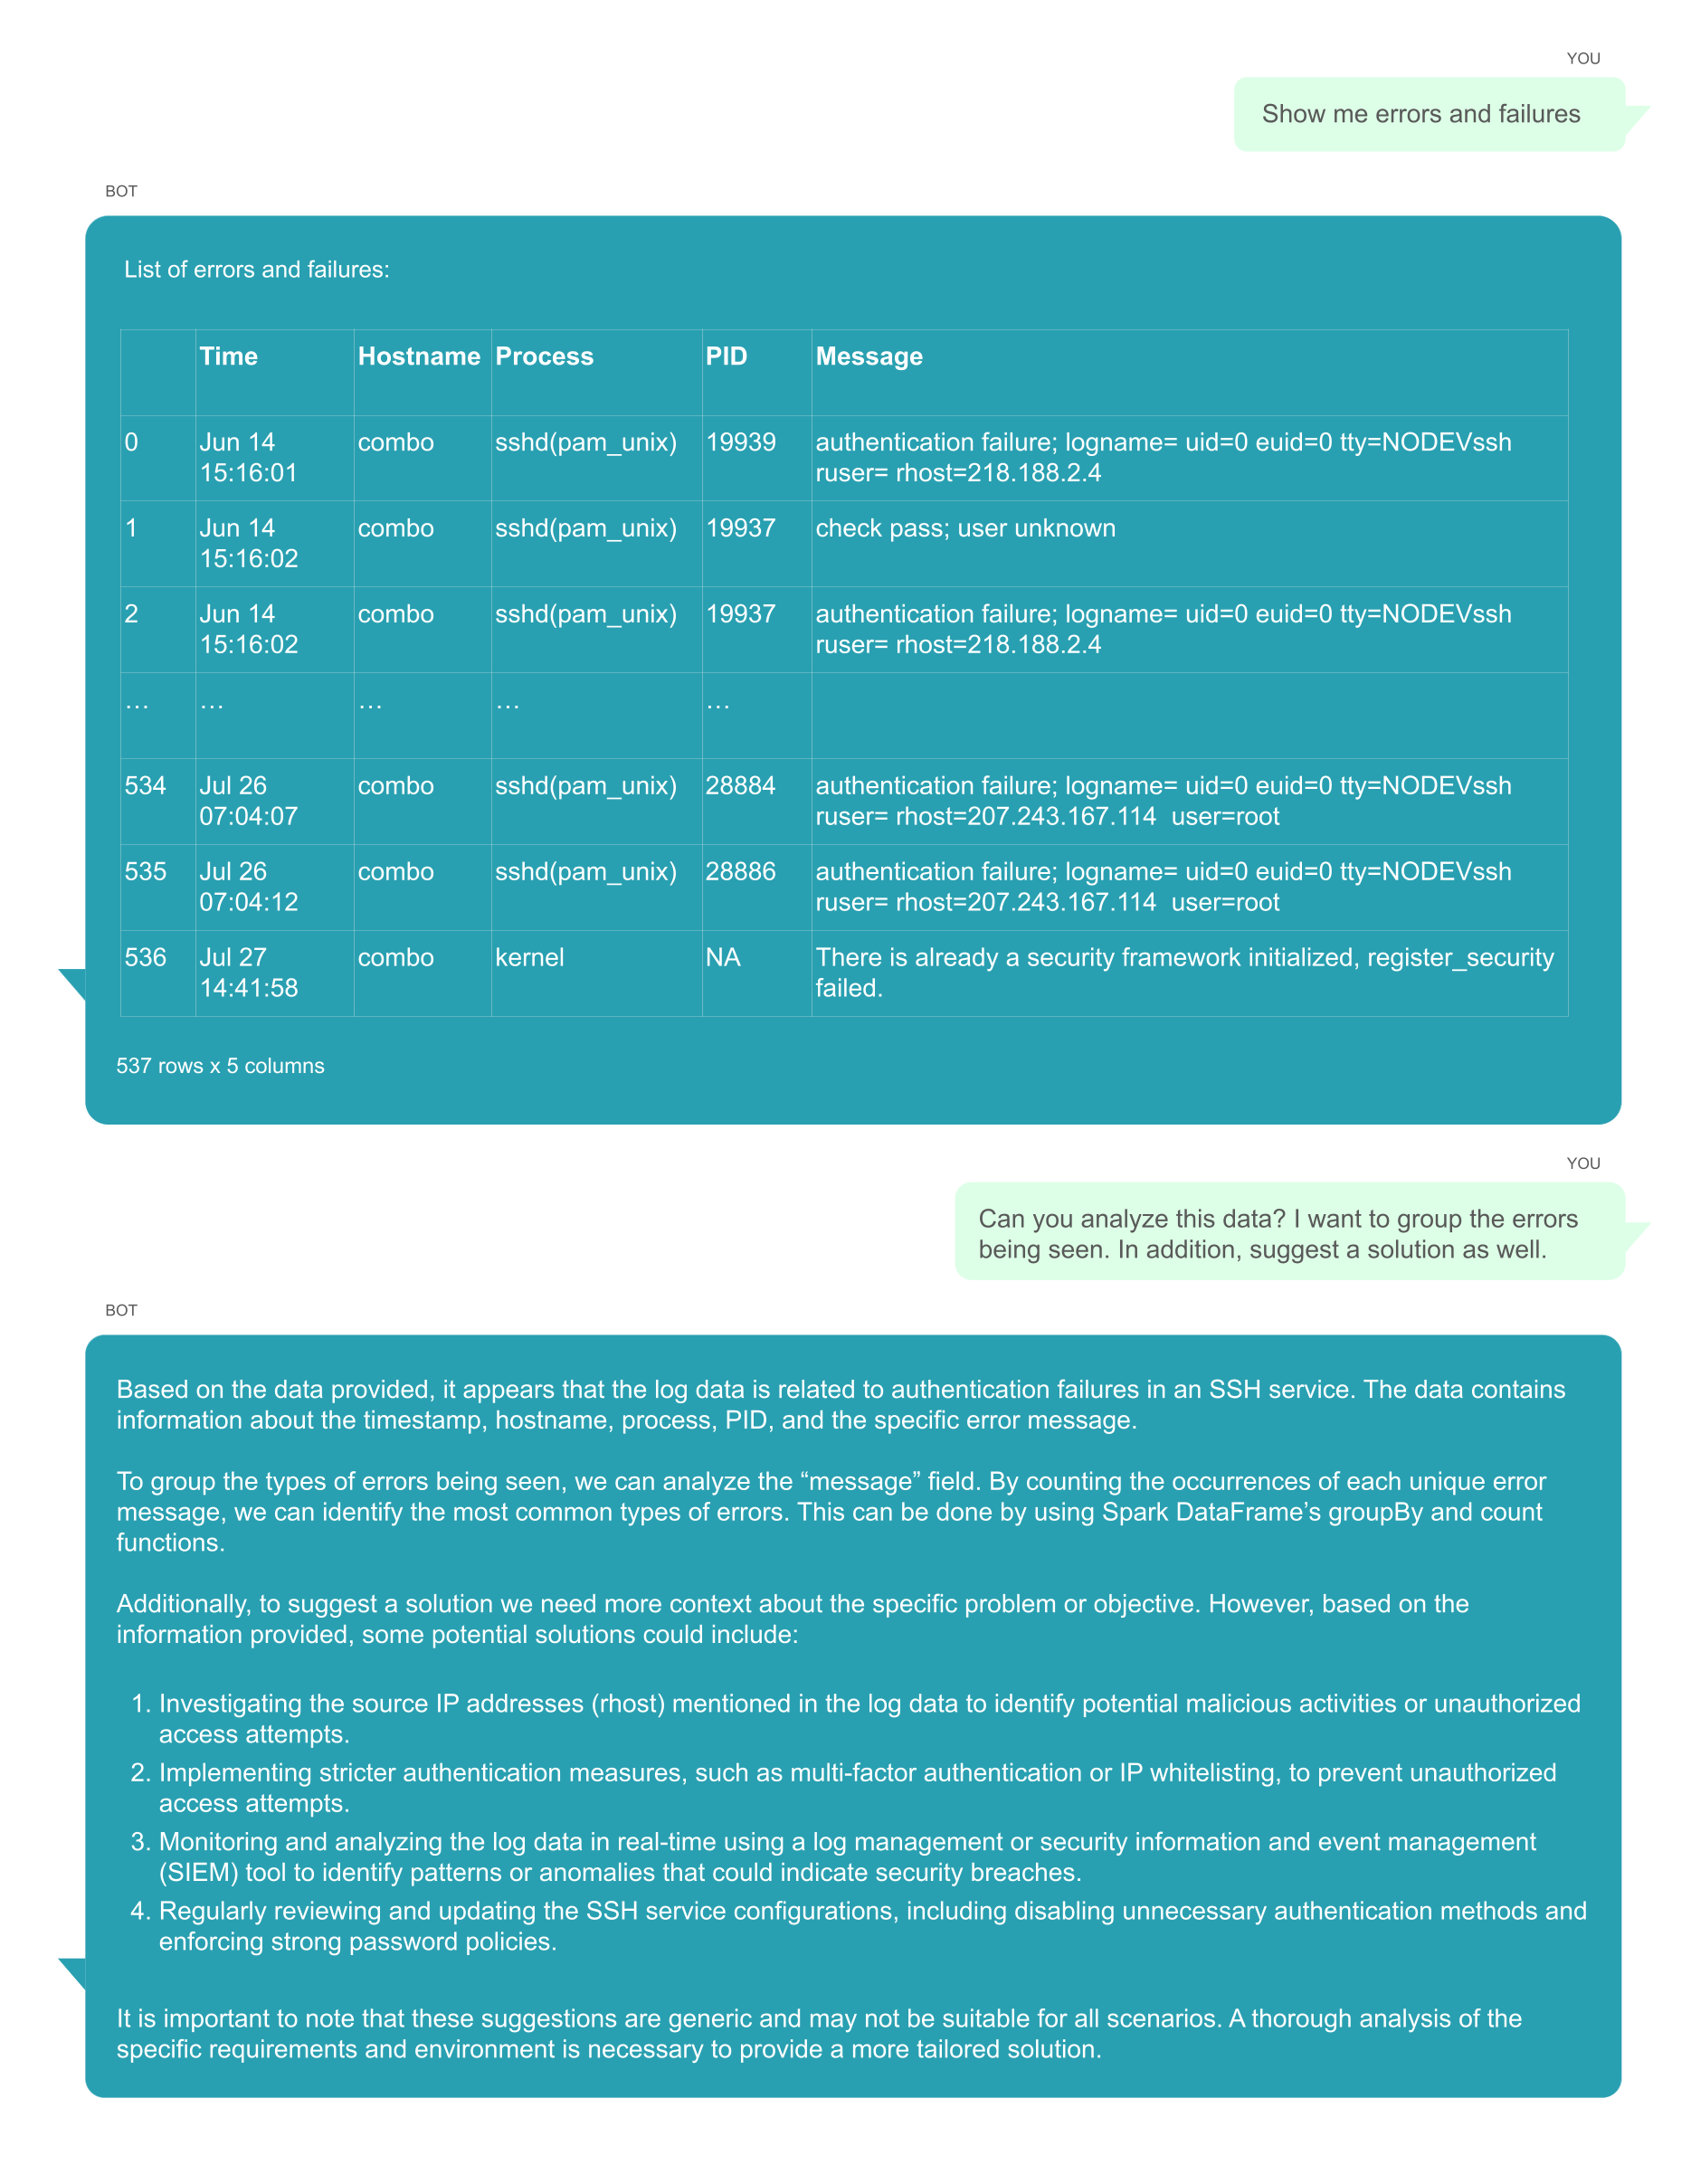 YOU
Show me errors and failures
BOT
List of errors and failures:
Time Hostname Process PID Message
0 Jun 14 combo sshd(pam_unix) 19939 authentication failure; logname= uid=0 euid=0 tty=NODEVssh
15:16:01 ruser= rhost=218.188.2.4
1 Jun 14 combo sshd(pam_unix) 19937 check pass; user unknown
15:16:02
2 Jun 14 combo sshd(pam_unix) 19937 authentication failure; logname= uid=0 euid=0 tty=NODEVssh
15:16:02 ruser= rhost=218.188.2.4
… … … … …
534 Jul 26 combo sshd(pam_unix) 28884 authentication failure; logname= uid=0 euid=0 tty=NODEVssh
07:04:07 ruser= rhost=207.243.167.114  user=root
535 Jul 26 combo sshd(pam_unix) 28886 authentication failure; logname= uid=0 euid=0 tty=NODEVssh
07:04:12 ruser= rhost=207.243.167.114  user=root
536 Jul 27 combo kernel NA There is already a security framework initialized, register_security
14:41:58 failed.
537 rows x 5 columns
YOU
Can you analyze this data? I want to group the errors
being seen. In addition, suggest a solution as well.
BOT
Based on the data provided, it appears that the log data is related to authentication failures in an SSH service. The data contains
information about the timestamp, hostname, process, PID, and the specific error message.
To group the types of errors being seen, we can analyze the “message” field. By counting the occurrences of each unique error
message, we can identify the most common types of errors. This can be done by using Spark DataFrame’s groupBy and count
functions.
Additionally, to suggest a solution we need more context about the specific problem or objective. However, based on the
information provided, some potential solutions could include:
1. Investigating the source IP addresses (rhost) mentioned in the log data to identify potential malicious activities or unauthorized
access attempts.
2. Implementing stricter authentication measures, such as multi-factor authentication or IP whitelisting, to prevent unauthorized
access attempts.
3. Monitoring and analyzing the log data in real-time using a log management or security information and event management
(SIEM) tool to identify patterns or anomalies that could indicate security breaches.
4. Regularly reviewing and updating the SSH service configurations, including disabling unnecessary authentication methods and
enforcing strong password policies.
It is important to note that these suggestions are generic and may not be suitable for all scenarios. A thorough analysis of the
specific requirements and environment is necessary to provide a more tailored solution.